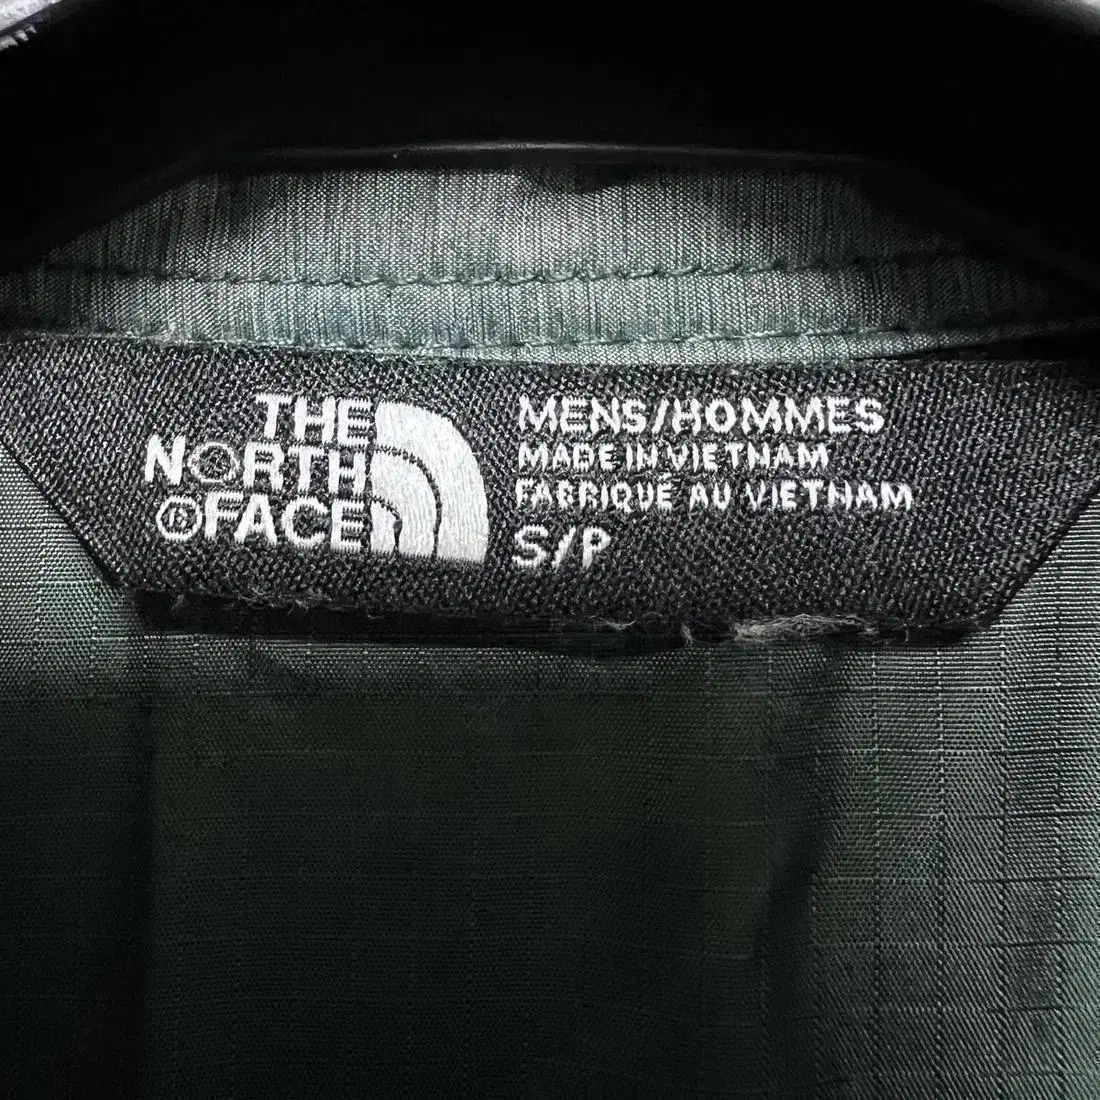 THE
NORTH
®FACE
MENS/HOMMES
MADE IN VIETNAM
FABRIQUÉ AU VIETNAM
S/P